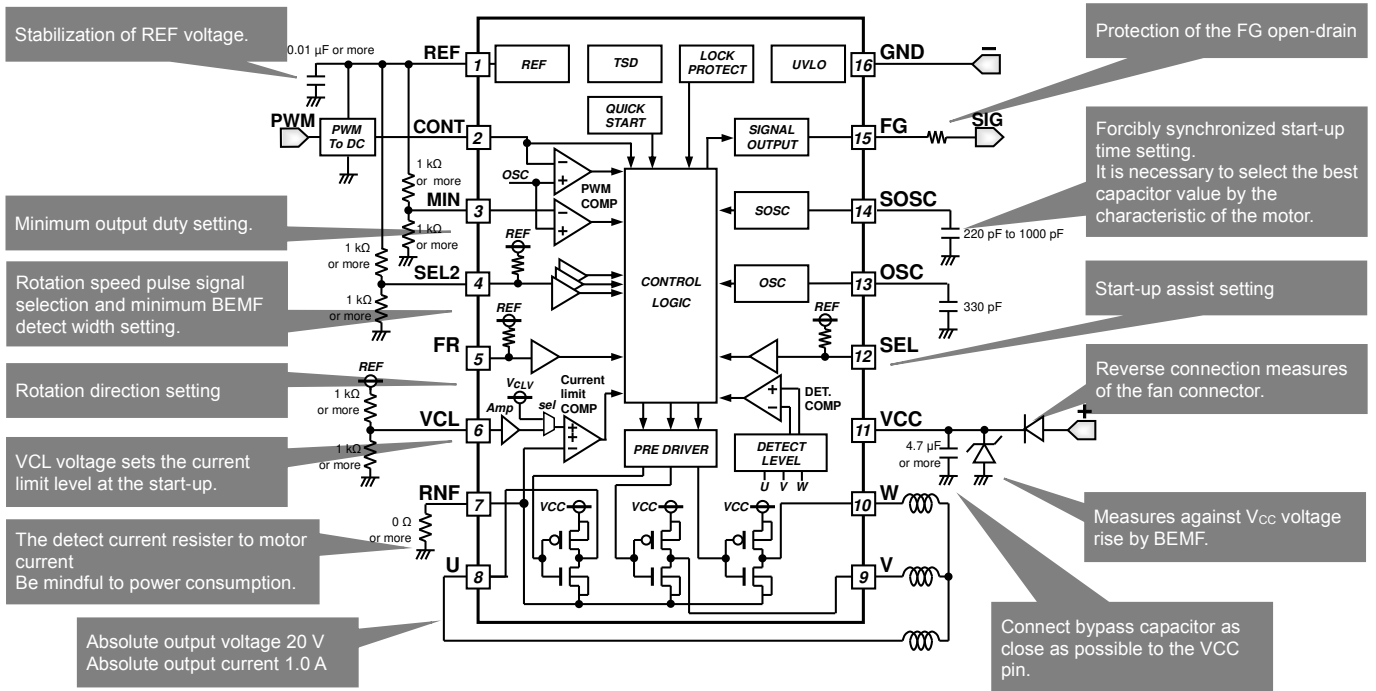 Stabilization of REF voltage.
0.01 µF or more
REF
1
REF
TSD
LOCK
PROTECT
UVLO
16
GND
Protection of the FG open-drain
PWM
PWM
To DC
CONT
2
QUICK
START
SIGNAL
OUTPUT
15
FG
SIG
Forcibly synchronized start-up
time setting.
It is necessary to select the best
capacitor value by the
characteristic of the motor.
1 kΩ
or more
OSC
PWM
COMP
MIN
3
SOSC
14
SOSC
220 pF to 1000 pF
Minimum output duty setting.
1 kΩ
or more
1 kΩ
or more
REF
SEL2
4
CONTROL
LOGIC
OSC
13
OSC
330 pF
Rotation speed pulse signal
selection and minimum BEMF
detect width setting.
1 kΩ
or more
REF
REF
Start-up assist setting
FR
5
12
SEL
Rotation direction setting
REF
1 kΩ
or more
VCLV
Amp
sel
Current
limit
COMP
DET.
COMP
Reverse connection measures
of the fan connector.
VCL
6
11
VCC
4.7 µF
or more
VCL voltage sets the current
limit level at the start-up.
1 kΩ
or more
PRE DRIVER
DETECT
LEVEL
U V W
RNF
7
VCC
VCC
VCC
10
W
0 Ω
or more
The detect current resister to motor
current
Be mindful to power consumption.
Measures against VCC voltage
rise by BEMF.
U
8
9
V
Absolute output voltage 20 V
Absolute output current 1.0 A
Connect bypass capacitor as
close as possible to the VCC
pin.